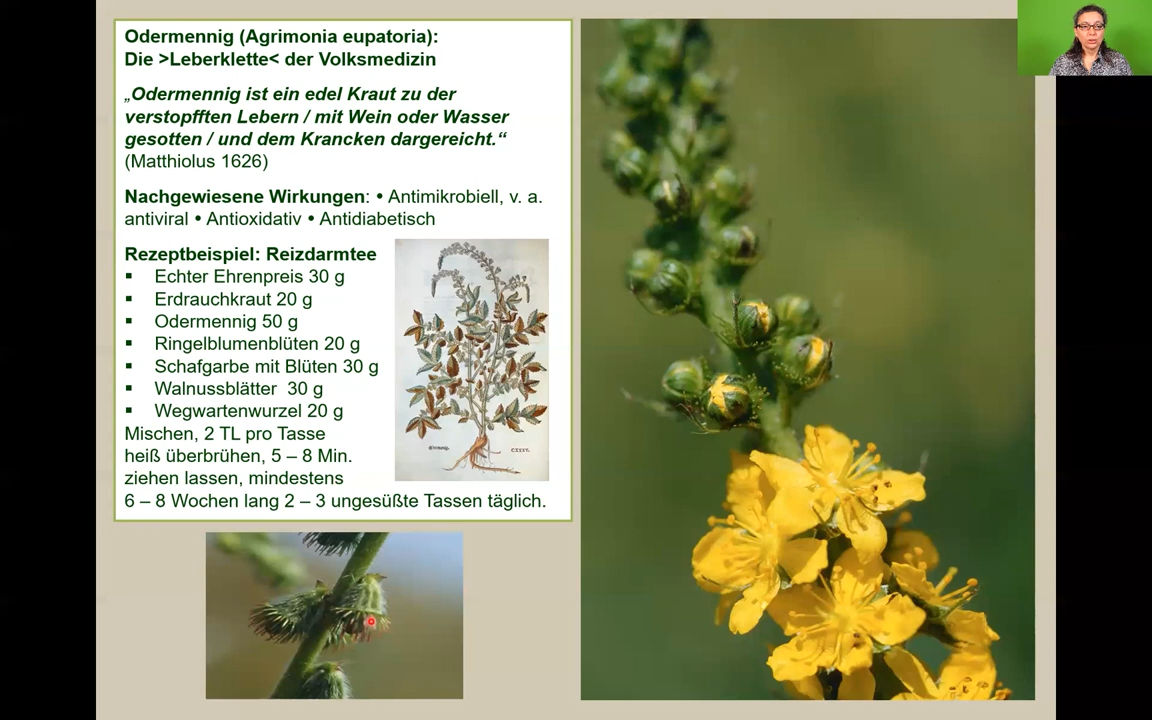 Odermennig (Agrimonia eupatoria):
Die >Leberklette< der Volksmedizin
„Odermennig ist ein edel Kraut zu der
verstopfften Lebern / mit Wein oder Wasser
gesotten / und dem Krancken dargereicht.“
(Matthiolus 1626)
Nachgewiesene Wirkungen: • Antimikrobiell, v. a.
antiviral • Antioxidativ • Antidiabetisch
Rezeptbeispiel: Reizdarmtee
▪ Echter Ehrenpreis 30 g
▪ Erdrauchkraut 20 g
▪ Odermennig 50 g
▪ Ringelblumenblüten 20 g
▪ Schafgarbe mit Blüten 30 g
▪ Walnussblätter 30 g
▪ Wegwartenwurzel 20 g
Mischen, 2 TL pro Tasse
heiß überbrühen, 5 – 8 Min.
ziehen lassen, mindestens
6 – 8 Wochen lang 2 – 3 ungesüßte Tassen täglich.